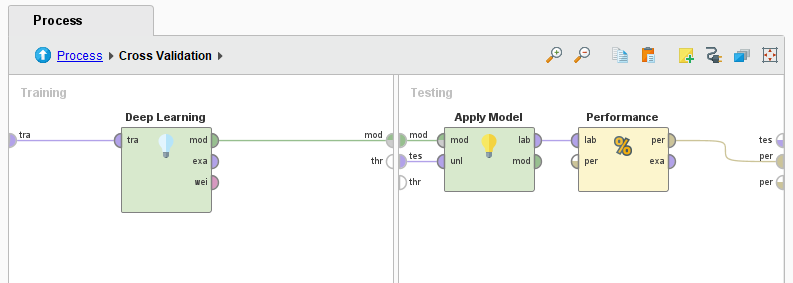 Process
Process Cross Validation
Training
Testing
Deep Learning
Apply Model
Performance
tra
tra
mod
mod
mod
mod
lab
lab
per
tes
exa
thr
tes
unl
mod
per
exa
per
wei
thr
per
%